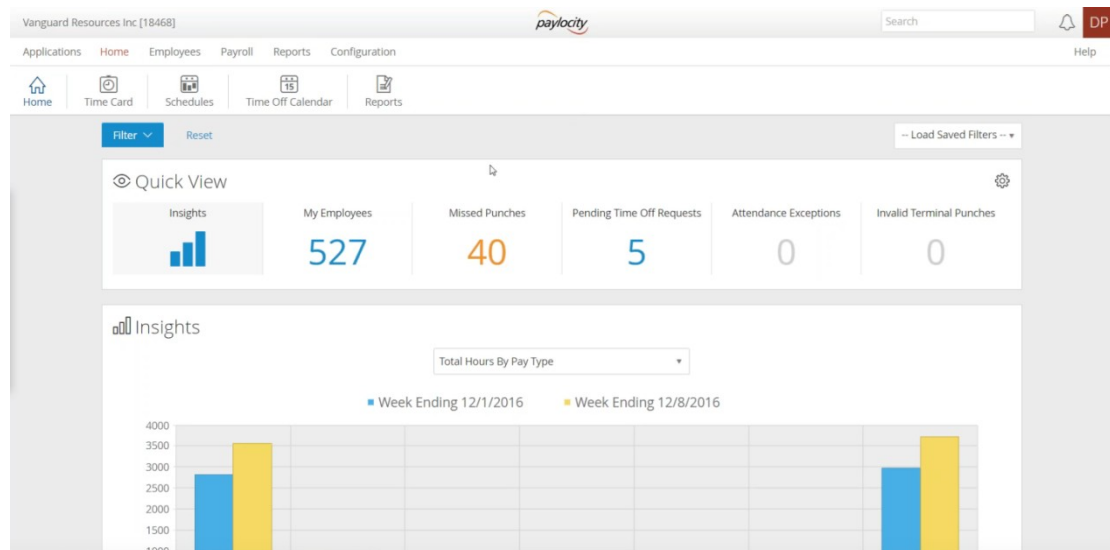 Vanguard Resources Inc [18468] paylocity Search DP
Applications Home Employees Payroll Reports Configuration Help
Home Time Card Schedules 15 Time Off Calendar Reports
Filter Reset -- Load Saved Filters --
Quick View
Insights My Employees Missed Punches Pending Time Off Requests Attendance Exceptions Invalid Terminal Punches
527 40 5 0 0
Insights
Total Hours By Pay Type
Week Ending 12/1/2016 Week Ending 12/8/2016
4000
3500
3000
2500
2000
1500
1000